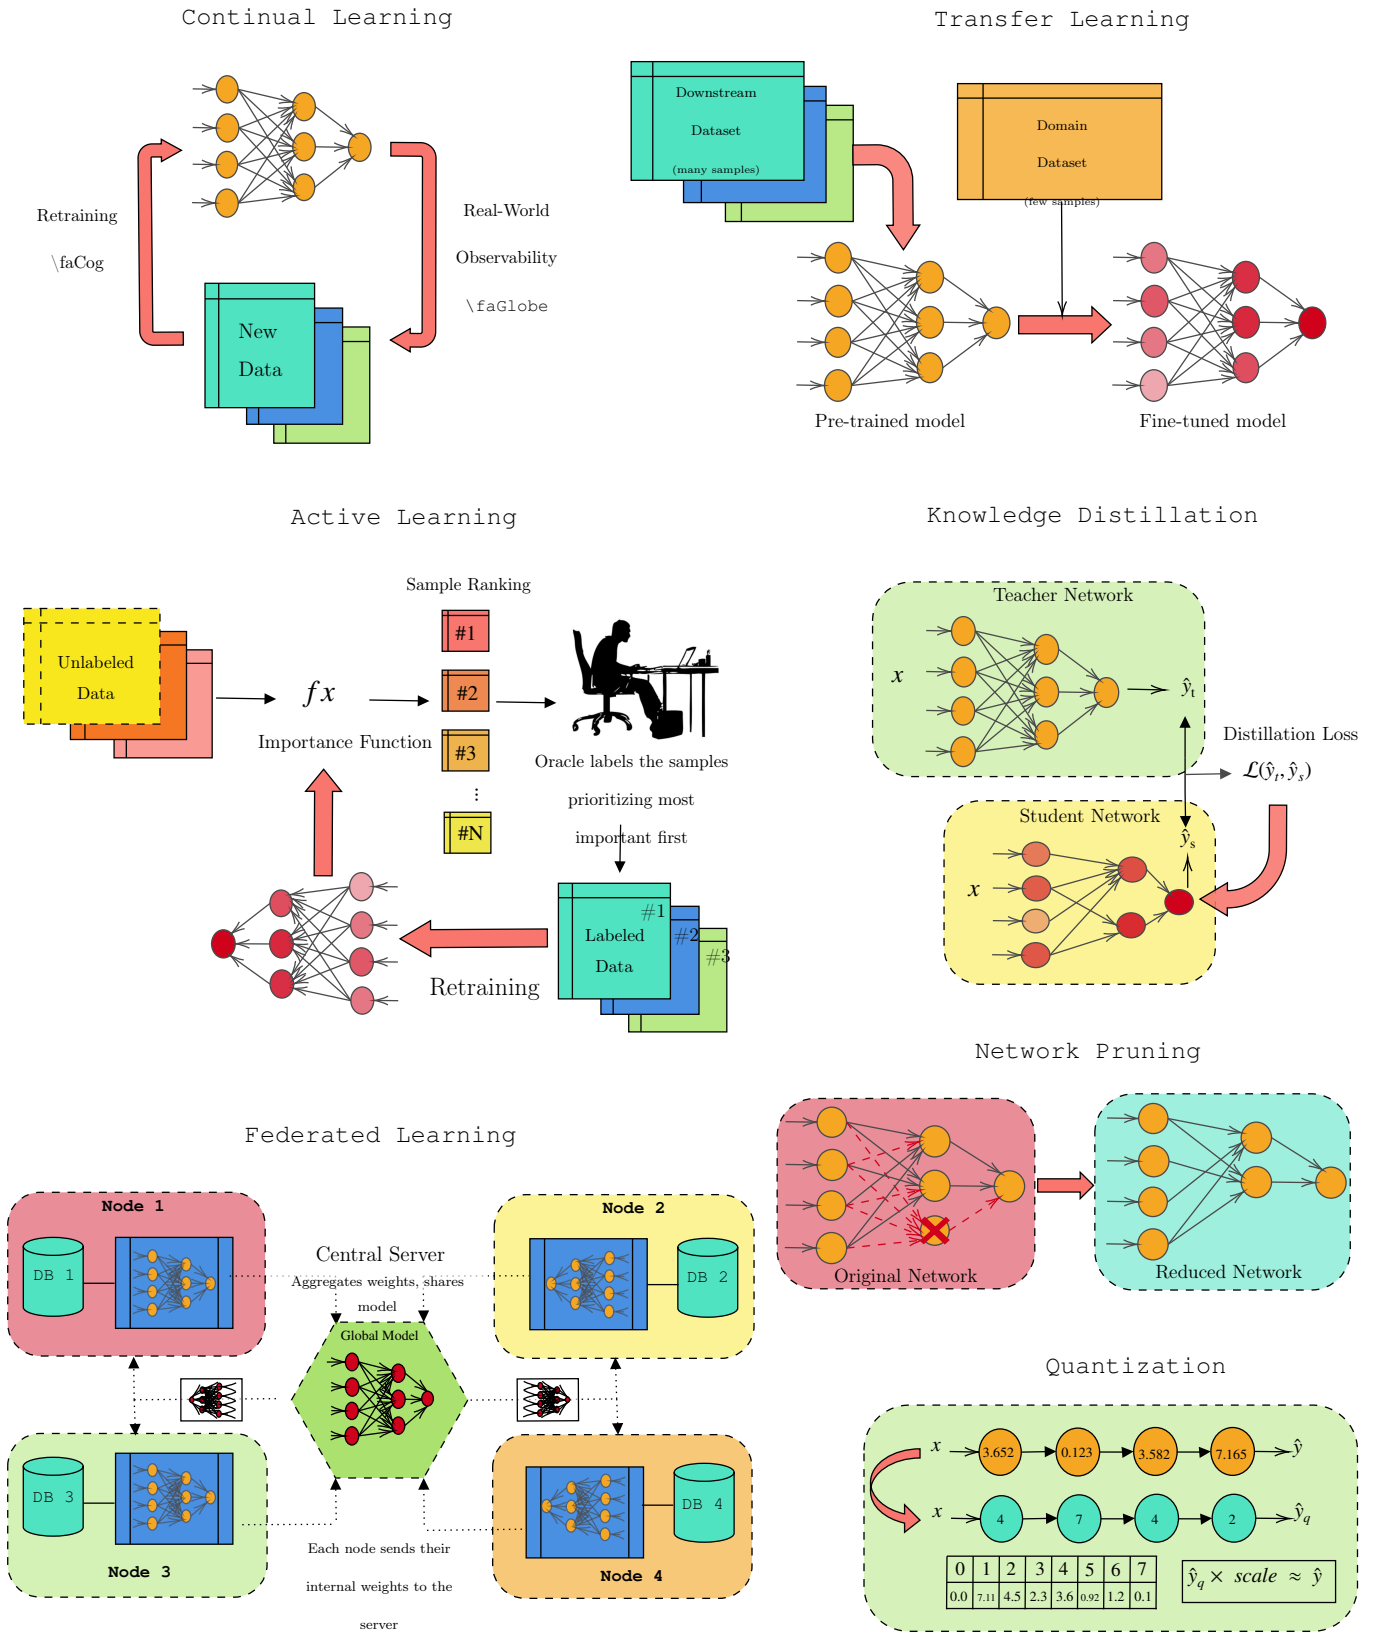 Continual Learning
Retraining
\faCog
Real-World
Observability
\faGlobe
New
Data
Transfer Learning
Downstream
Dataset
(many samples)
Domain
Dataset
(few samples)
Pre-trained model
Fine-tuned model
Active Learning
Unlabeled
Data
fx
Importance Function
Sample Ranking
#1
#2
#3
⋮
#N
Oracle labels the samples
prioritizing most
important first
Labeled
Data
#1
#2
#3
Retraining
Knowledge Distillation
Teacher Network
x
ŷt
Distillation Loss
ℒ(ŷt, ŷs)
Student Network
x
ŷs
Network Pruning
Original Network
Reduced Network
Federated Learning
Node 1
DB 1
Node 2
DB 2
Central Server
Aggregates weights, shares
model
Global Model
DB 3
Node 3
DB 4
Node 4
Each node sends their
internal weights to the
server
Quantization
x 3.652 0.123 3.582 7.165 ŷ
x 4 7 4 2 ŷq
0 1 2 3 4 5 6 7
0.0 7.11 4.5 2.3 3.6 0.92 1.2 0.1
ŷq × scale ≈ ŷ